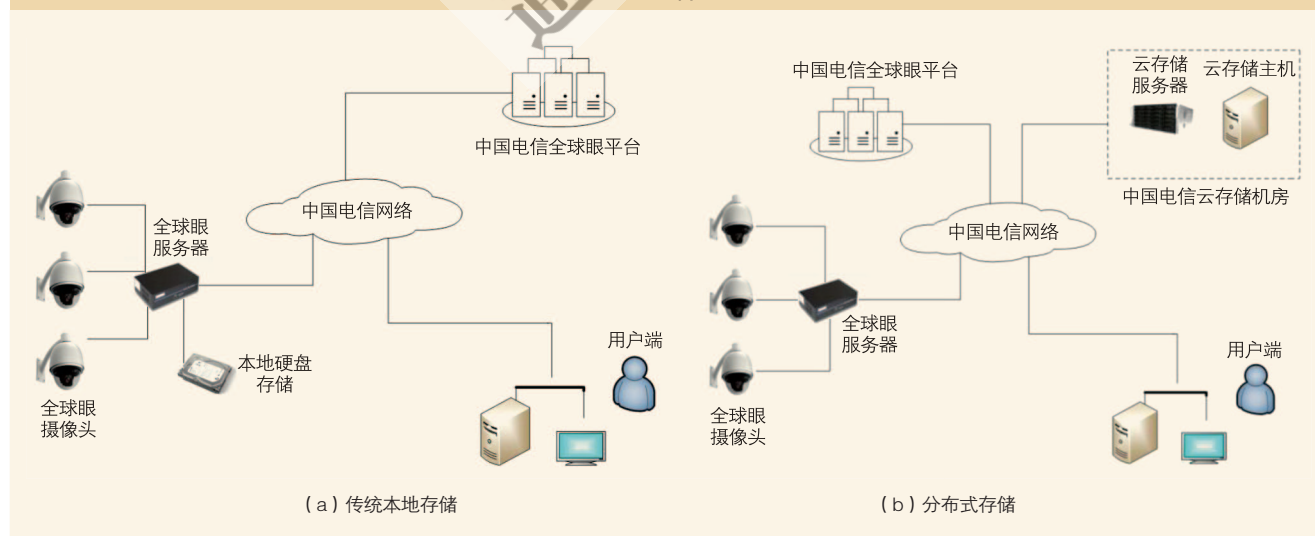 中国电信全球眼平台
中国电信网络
全球眼
服务器
本地硬盘
存储
全球眼
摄像头
用户端
(a)传统本地存储
中国电信全球眼平台
云存储
服务器
云存储主机
中国电信云存储机房
中国电信网络
全球眼
服务器
全球眼
摄像头
用户端
(b)分布式存储